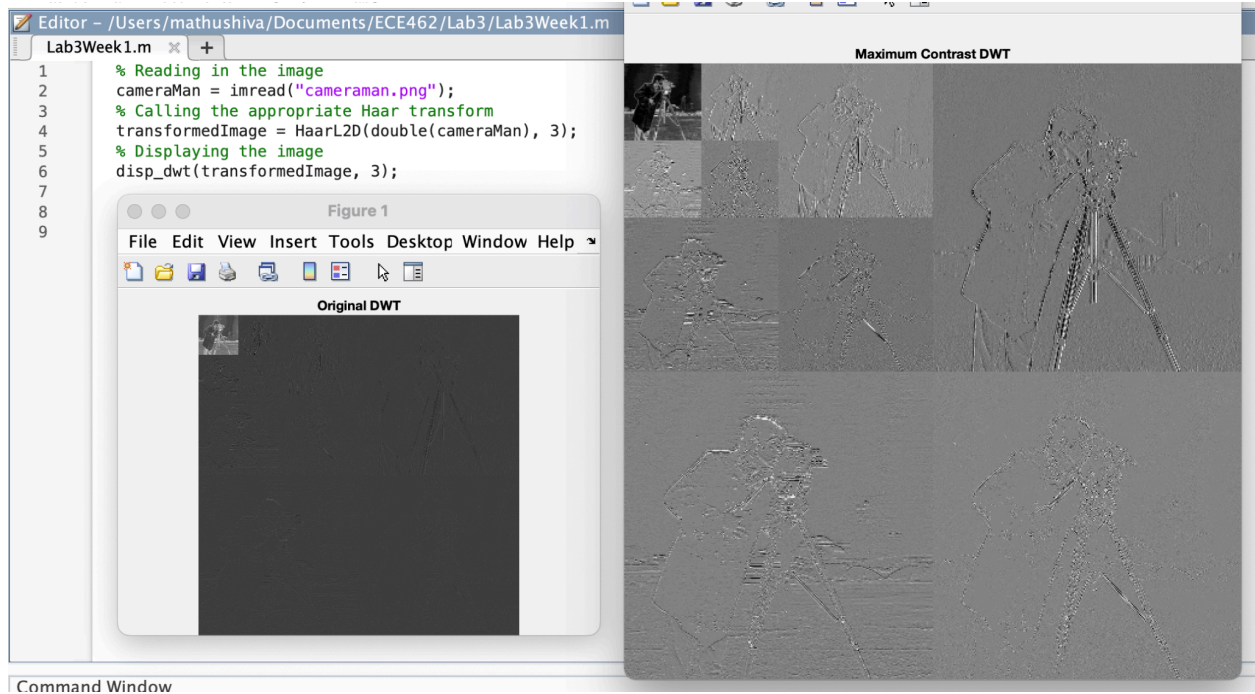 Editor – /Users/mathushiva/Documents/ECE462/Lab3/Lab3Week1.m
Lab3Week1.m × +
1 % Reading in the image
2 cameraMan = imread("cameraman.png");
3 % Calling the appropriate Haar transform
4 transformedImage = HaarL2D(double(cameraMan), 3);
5 % Displaying the image
6 disp_dwt(transformedImage, 3);
7
8
9
Figure 1
File Edit View Insert Tools Desktop Window Help
Original DWT
Maximum Contrast DWT
Command Window